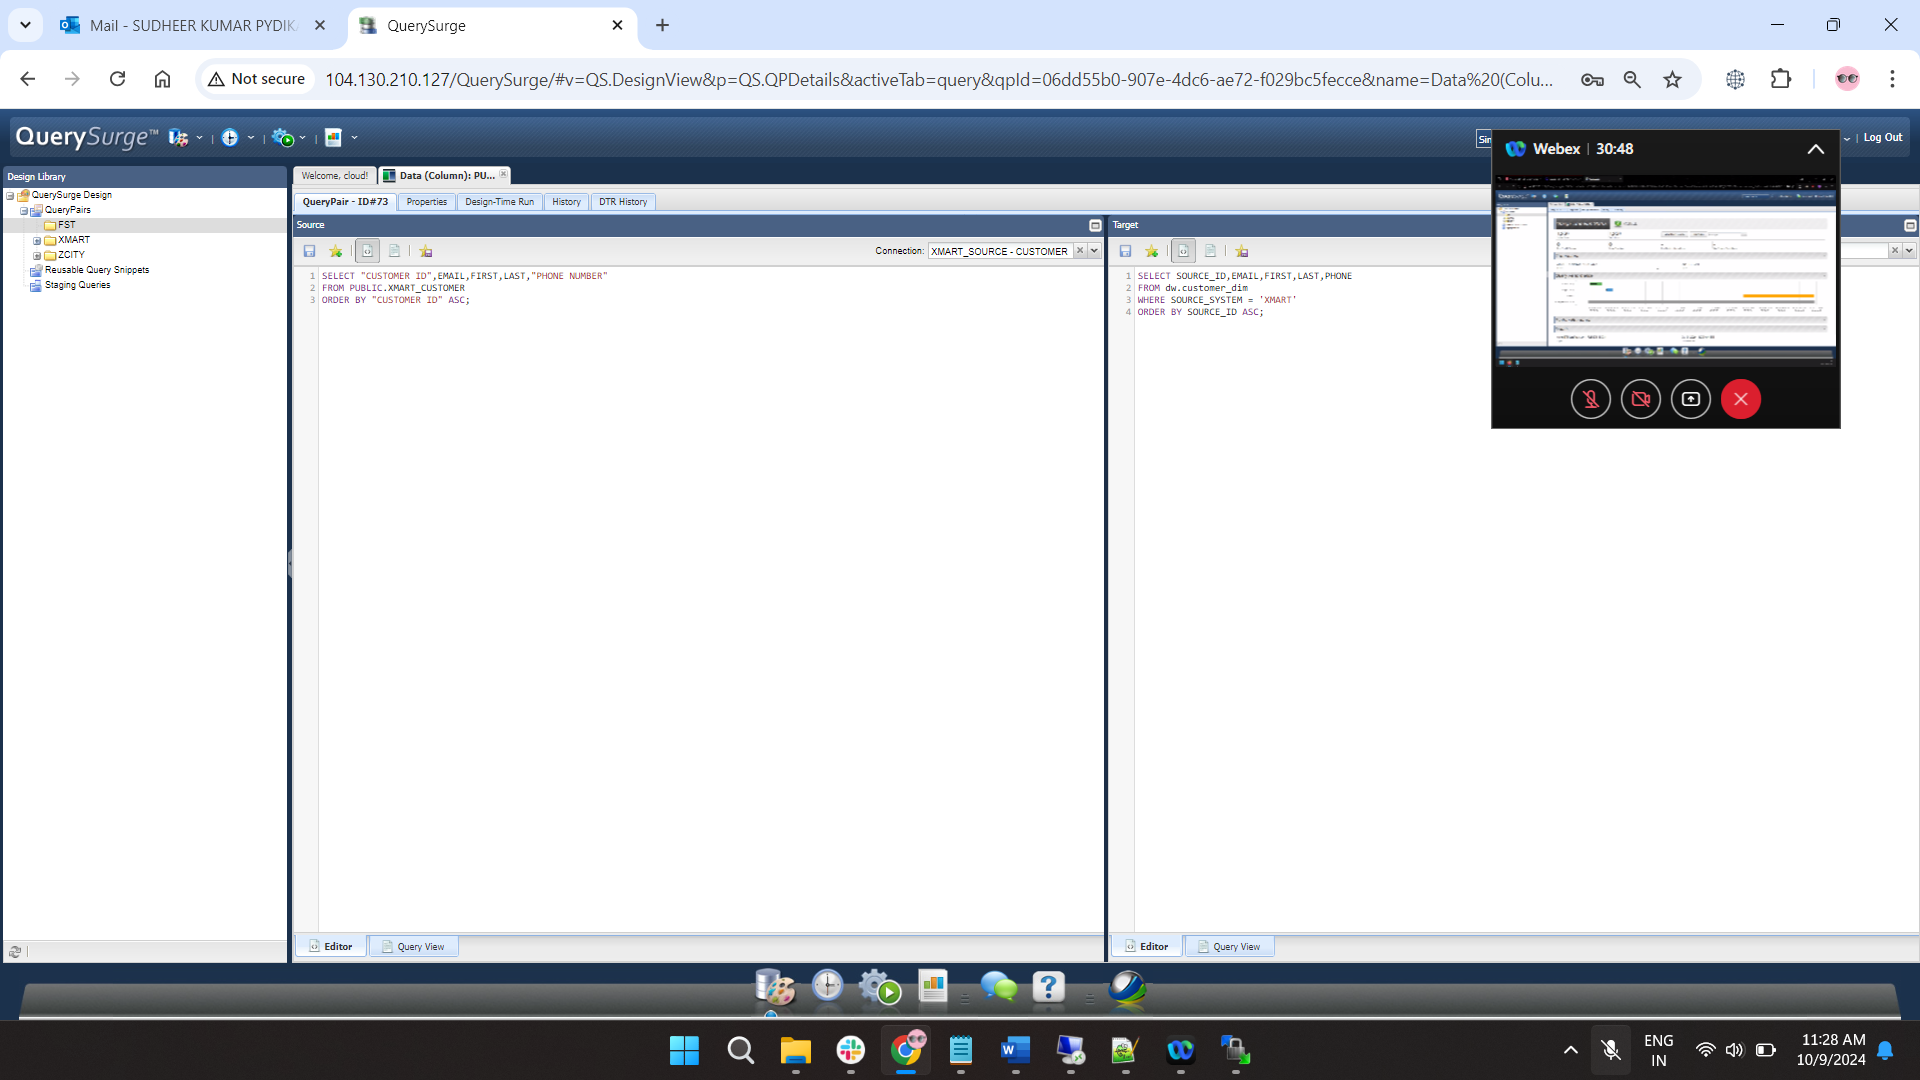 Mail - SUDHEER KUMAR PYDIK
QuerySurge
Not secure
104.130.210.127/QuerySurge/#v=QS.DesignView&p=QS.QPDetails&activeTab=query&qpId=06dd55b0-907e-4dc6-ae72-f029bc5fecce&name=Data%20(Colu...
QuerySurge™
Log Out
Webex | 30:48
Design Library
QuerySurge Design
QueryPairs
FST
XMART
ZCITY
Reusable Query Snippets
Staging Queries
Welcome, cloud!
Data (Column): PU...
QueryPair - ID#73
Properties
Design-Time Run
History
DTR History
Source
Connection: XMART_SOURCE - CUSTOMER
1 SELECT "CUSTOMER ID",EMAIL,FIRST,LAST,"PHONE NUMBER"
2 FROM PUBLIC.XMART_CUSTOMER
3 ORDER BY "CUSTOMER ID" ASC;
Target
1 SELECT SOURCE_ID,EMAIL,FIRST,LAST,PHONE
2 FROM dw.customer_dim
3 WHERE SOURCE_SYSTEM = 'XMART'
4 ORDER BY SOURCE_ID ASC;
Editor
Query View
Editor
Query View
ENG
IN
11:28 AM
10/9/2024